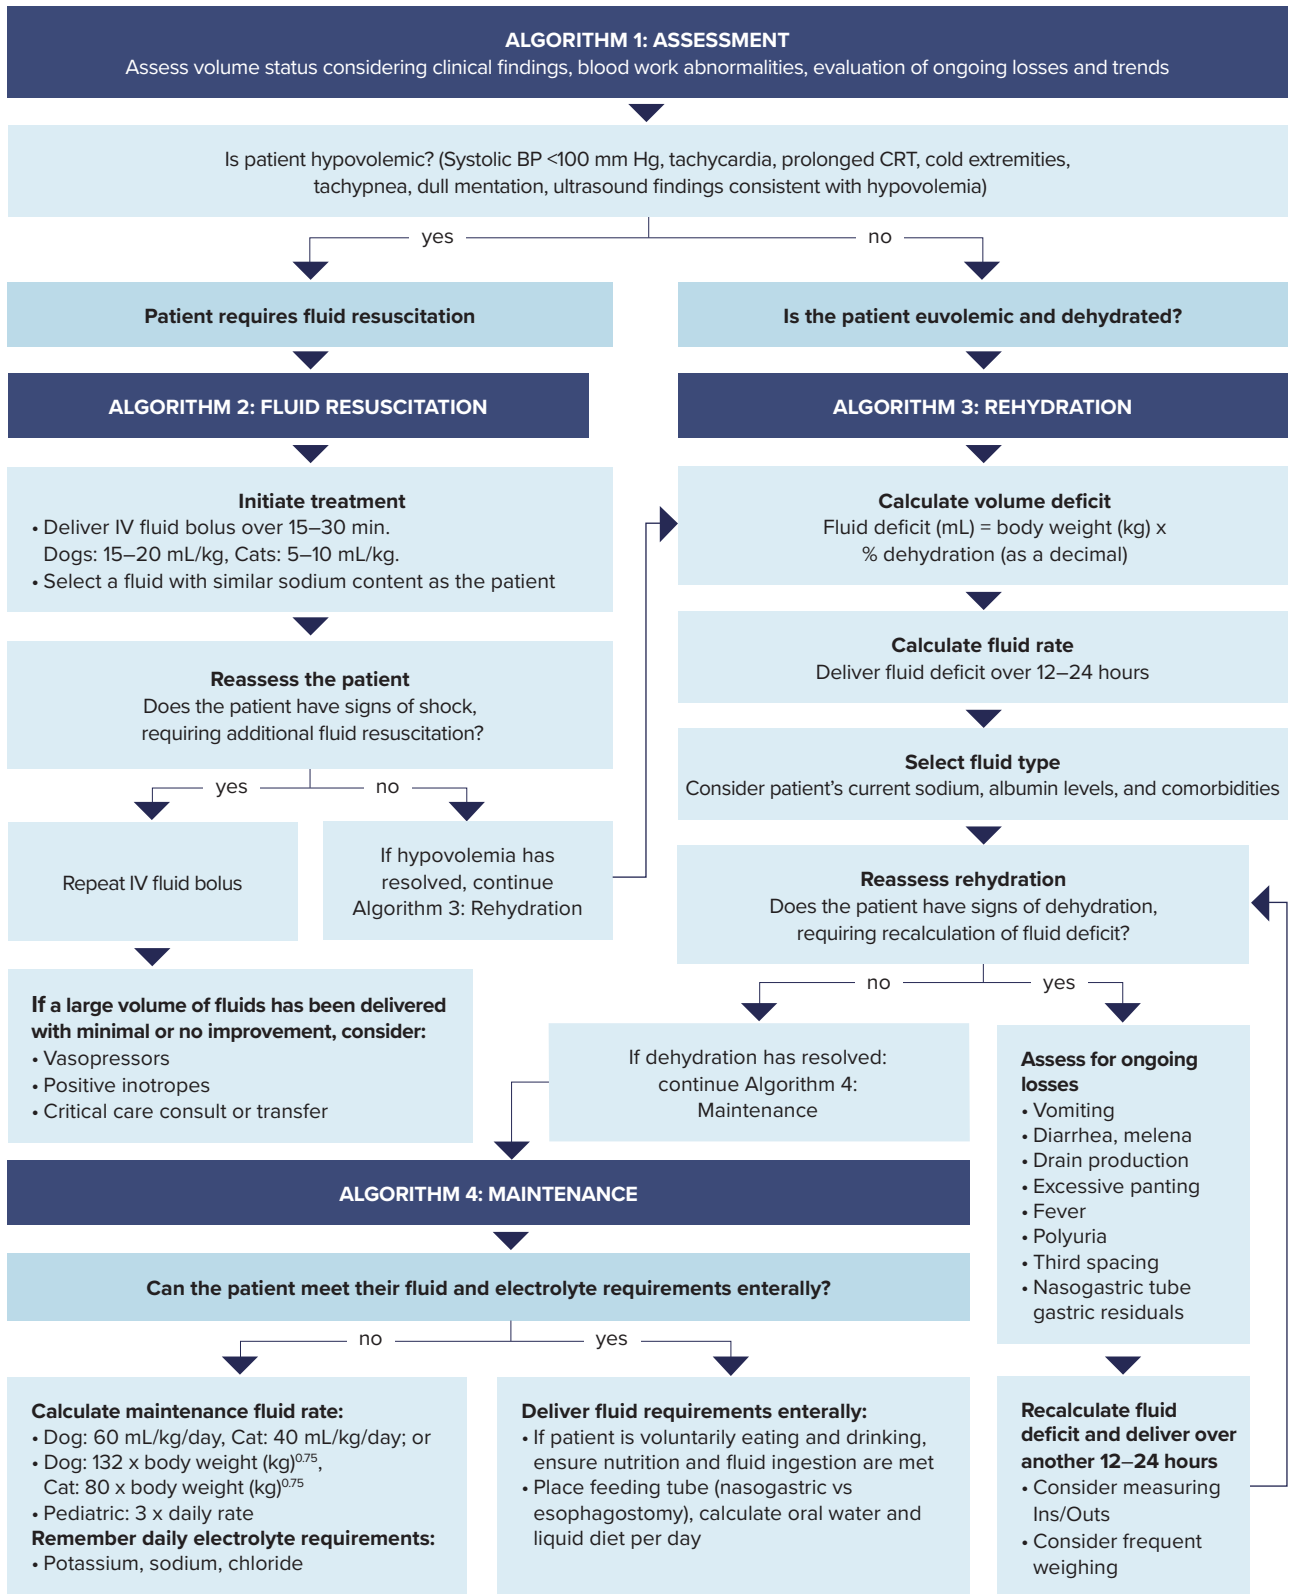 ALGORITHM 1: ASSESSMENT
Assess volume status considering clinical findings, blood work abnormalities, evaluation of ongoing losses and trends
Is patient hypovolemic? (Systolic BP <100 mm Hg, tachycardia, prolonged CRT, cold extremities,
tachypnea, dull mentation, ultrasound findings consistent with hypovolemia)
yes
no
Patient requires fluid resuscitation
Is the patient euvolemic and dehydrated?
ALGORITHM 2: FLUID RESUSCITATION
Initiate treatment
• Deliver IV fluid bolus over 15–30 min.
Dogs: 15–20 mL/kg, Cats: 5–10 mL/kg.
• Select a fluid with similar sodium content as the patient
Reassess the patient
Does the patient have signs of shock,
requiring additional fluid resuscitation?
yes
no
Repeat IV fluid bolus
If hypovolemia has
resolved, continue
Algorithm 3: Rehydration
If a large volume of fluids has been delivered
with minimal or no improvement, consider:
• Vasopressors
• Positive inotropes
• Critical care consult or transfer
ALGORITHM 3: REHYDRATION
Calculate volume deficit
Fluid deficit (mL) = body weight (kg) x
% dehydration (as a decimal)
Calculate fluid rate
Deliver fluid deficit over 12–24 hours
Select fluid type
Consider patient's current sodium, albumin levels, and comorbidities
Reassess rehydration
Does the patient have signs of dehydration,
requiring recalculation of fluid deficit?
no
yes
If dehydration has resolved:
continue Algorithm 4:
Maintenance
Assess for ongoing
losses
• Vomiting
• Diarrhea, melena
• Drain production
• Excessive panting
• Fever
• Polyuria
• Third spacing
• Nasogastric tube
gastric residuals
Recalculate fluid
deficit and deliver over
another 12–24 hours
• Consider measuring
Ins/Outs
• Consider frequent
weighing
ALGORITHM 4: MAINTENANCE
Can the patient meet their fluid and electrolyte requirements enterally?
no
yes
Calculate maintenance fluid rate:
• Dog: 60 mL/kg/day, Cat: 40 mL/kg/day; or
• Dog: 132 x body weight (kg)^0.75,
Cat: 80 x body weight (kg)^0.75
• Pediatric: 3 x daily rate
Remember daily electrolyte requirements:
• Potassium, sodium, chloride
Deliver fluid requirements enterally:
• If patient is voluntarily eating and drinking,
ensure nutrition and fluid ingestion are met
• Place feeding tube (nasogastric vs
esophagostomy), calculate oral water and
liquid diet per day